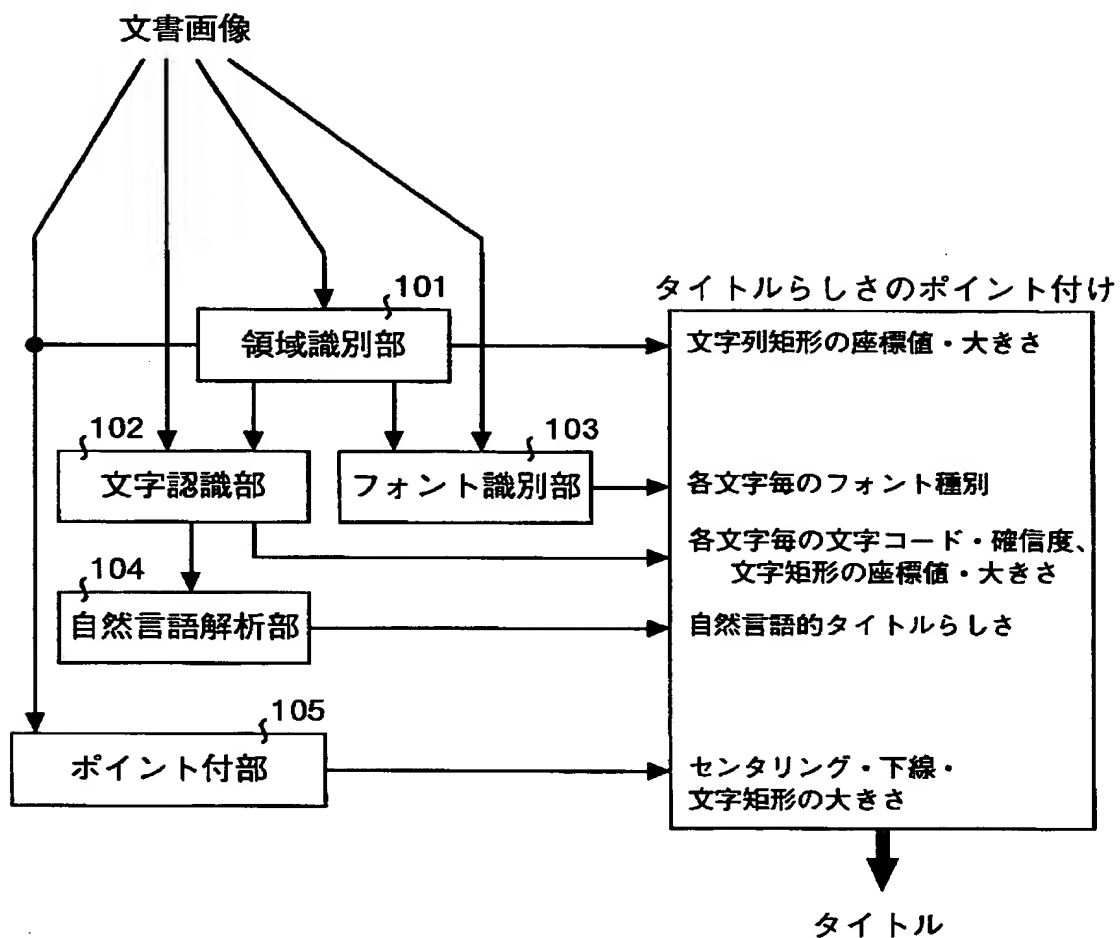 文書画像
101
タイトルらしさのポイント付け
領域識別部
文字列矩形の座標値・大きさ
102
103
文字認識部
フォント識別部
各文字毎のフォント種別
各文字毎の文字コード・確信度、
文字矩形の座標値・大きさ
104
自然言語解析部
自然言語的タイトルらしさ
105
ポイント付部
センタリング・下線・
文字矩形の大きさ
タイトル